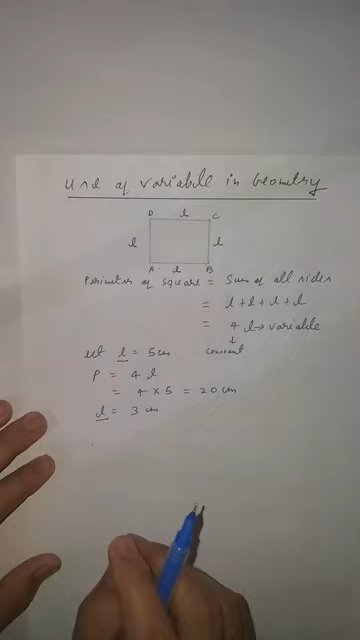 Use of variable in Geometry
D l C
l l
A l B
Perimeter of square = Sum of all sides
= l + l + l + l
= 4 l → variable
↓
constant
Let l = 5 cm
P = 4 l
= 4 × 5 = 20 cm
l = 3 cm